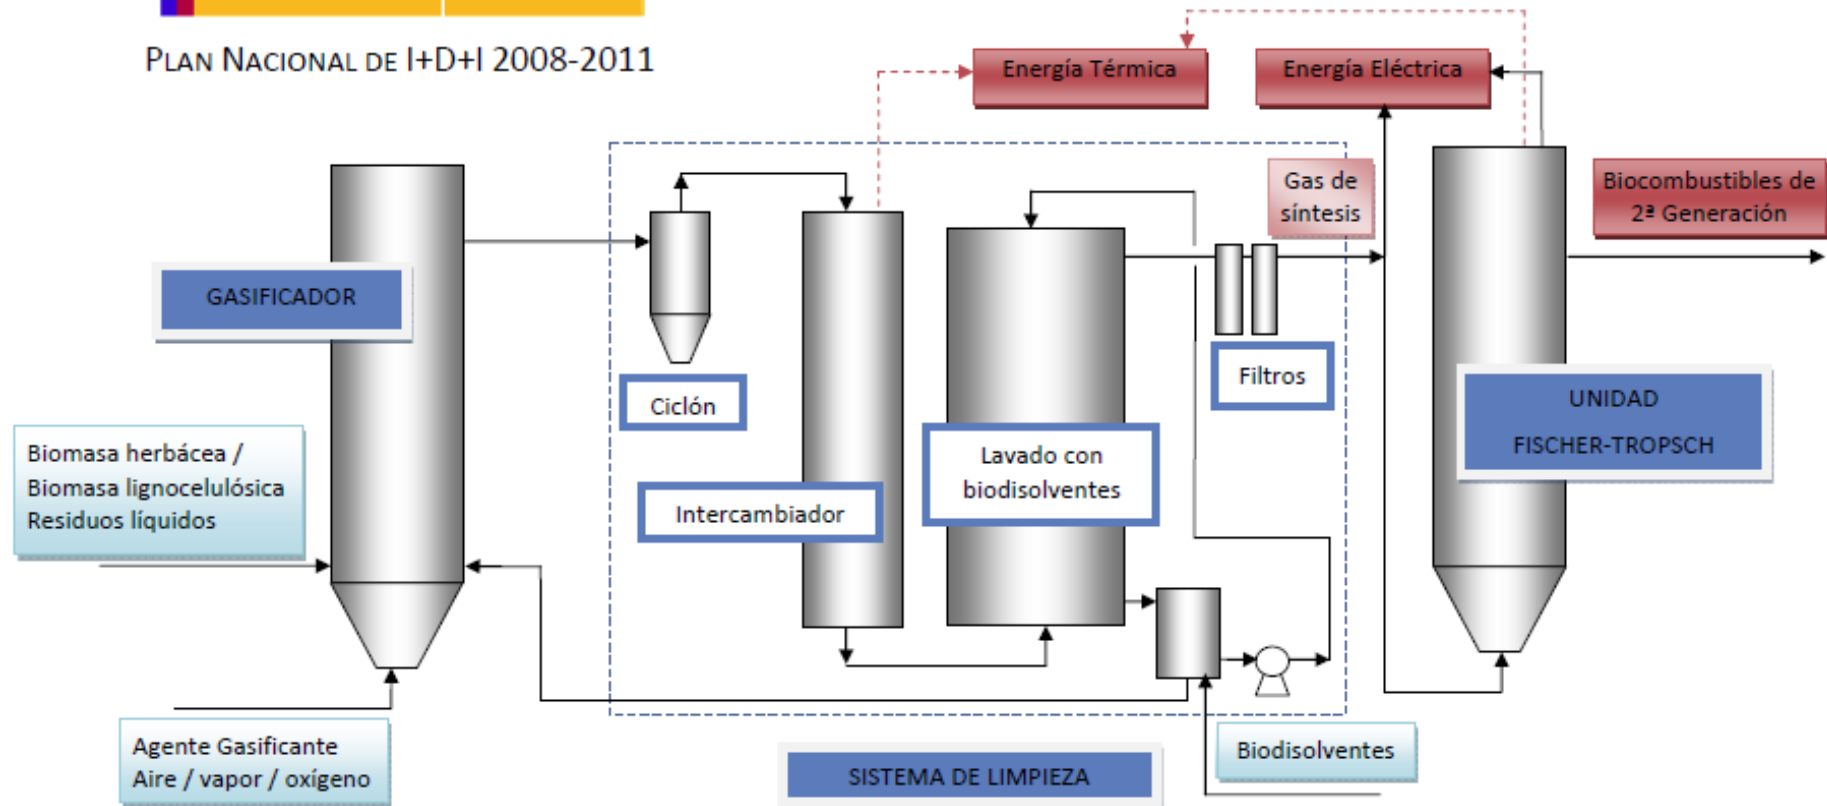 PLAN NACIONAL DE I+D+I 2008-2011
Energía Térmica
Energía Eléctrica
Gas de
síntesis
Biocombustibles de
2ª Generación
GASIFICADOR
Ciclón
Filtros
UNIDAD
FISCHER-TROPSCH
Biomasa herbácea /
Biomasa lignocelulósica
Residuos líquidos
Lavado con
biodisolventes
Intercambiador
Agente Gasificante
Aire / vapor / oxígeno
SISTEMA DE LIMPIEZA
Biodisolventes